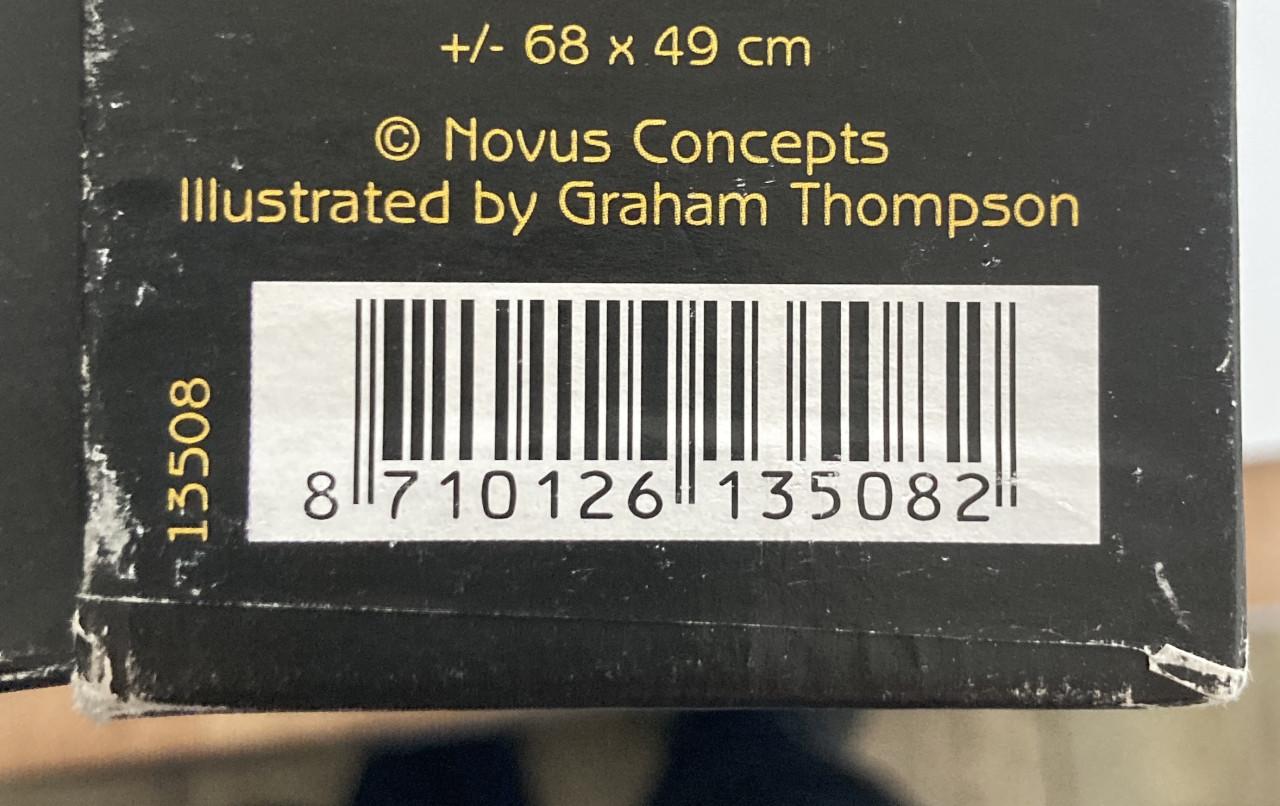 +/- 68 x 49 cm
© Novus Concepts
Illustrated by Graham Thompson
13508
8 710126 135082